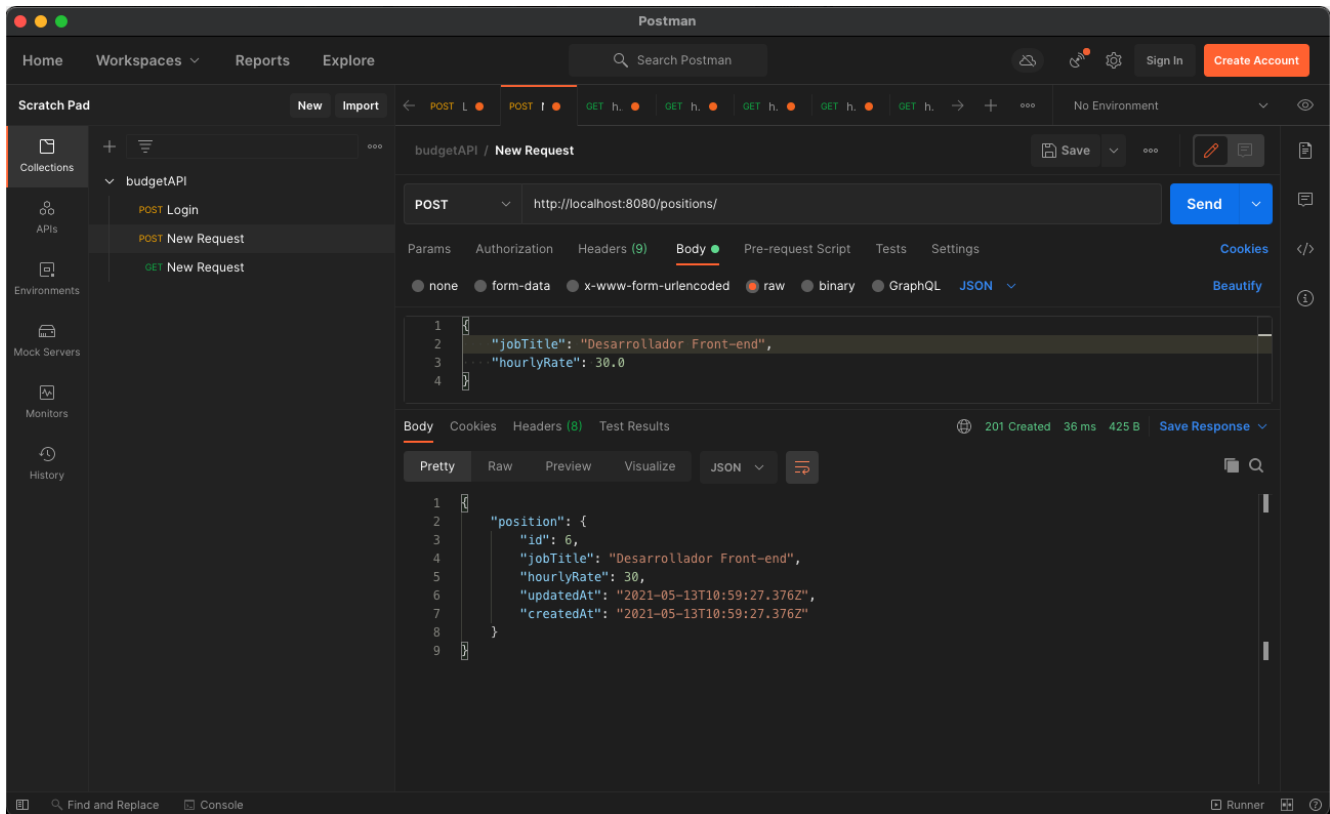 Postman
Home Workspaces Reports Explore Search Postman Sign In Create Account
Scratch Pad New Import POST L POST GET h. GET h. GET h. GET h. GET h. No Environment
Collections
budgetAPI / New Request Save
budgetAPI
POST Login
POST New Request
GET New Request
APIs
Environments
Mock Servers
Monitors
History
POST http://localhost:8080/positions/ Send
Params Authorization Headers (9) Body Pre-request Script Tests Settings Cookies
none form-data x-www-form-urlencoded raw binary GraphQL JSON Beautify
1 {
2 "jobTitle": "Desarrollador Front-end",
3 "hourlyRate": 30.0
4 }
Body Cookies Headers (8) Test Results 201 Created 36 ms 425 B Save Response
Pretty Raw Preview Visualize JSON
1 {
2 "position": {
3 "id": 6,
4 "jobTitle": "Desarrollador Front-end",
5 "hourlyRate": 30,
6 "updatedAt": "2021-05-13T10:59:27.376Z",
7 "createdAt": "2021-05-13T10:59:27.376Z"
8 }
9 }
Find and Replace Console Runner